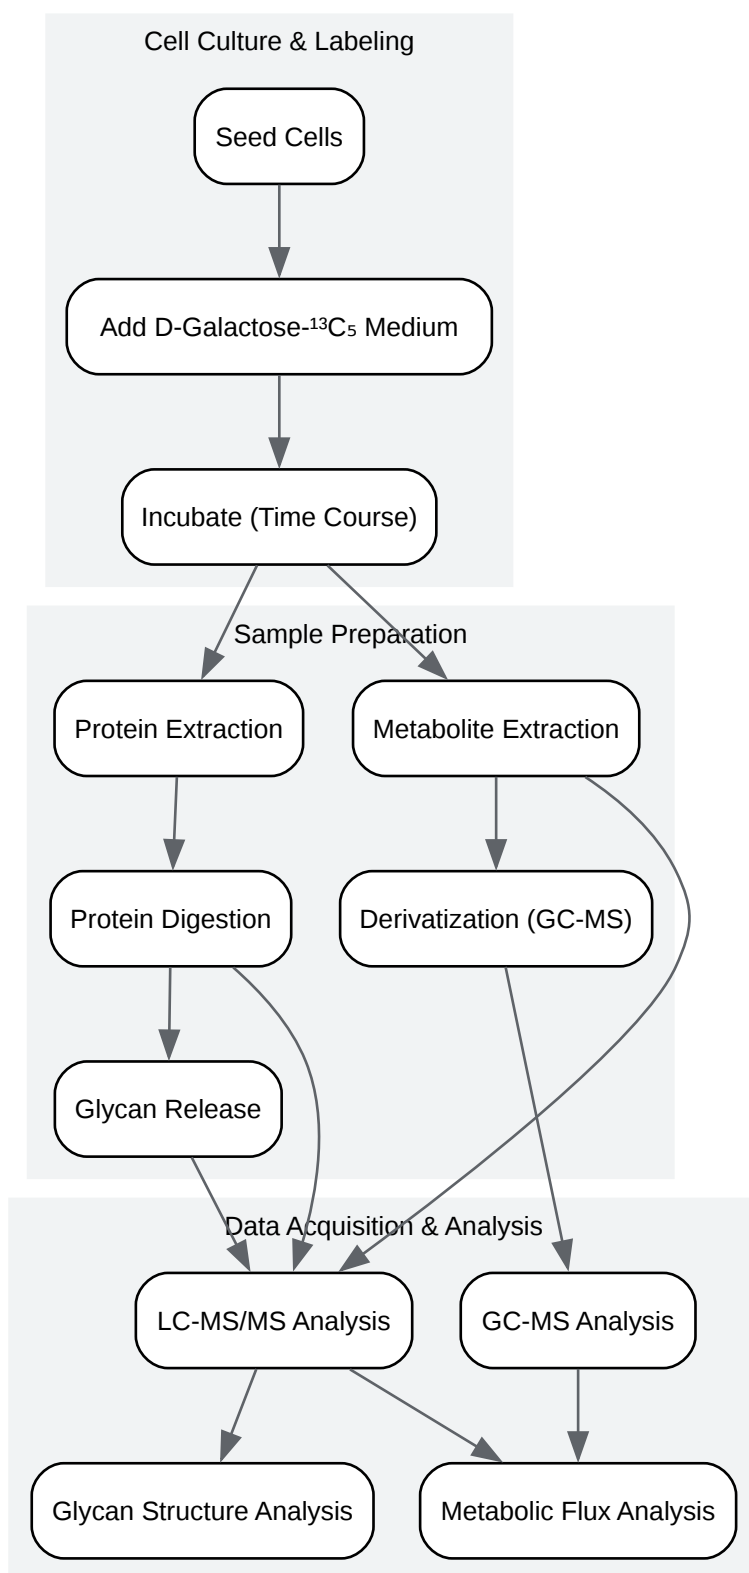 Cell Culture & Labeling
Seed Cells
Add D-Galactose-¹³C₅ Medium
Incubate (Time Course)
Sample Preparation
Protein Extraction
Metabolite Extraction
Protein Digestion
Derivatization (GC-MS)
Glycan Release
Data Acquisition & Analysis
LC-MS/MS Analysis
GC-MS Analysis
Glycan Structure Analysis
Metabolic Flux Analysis